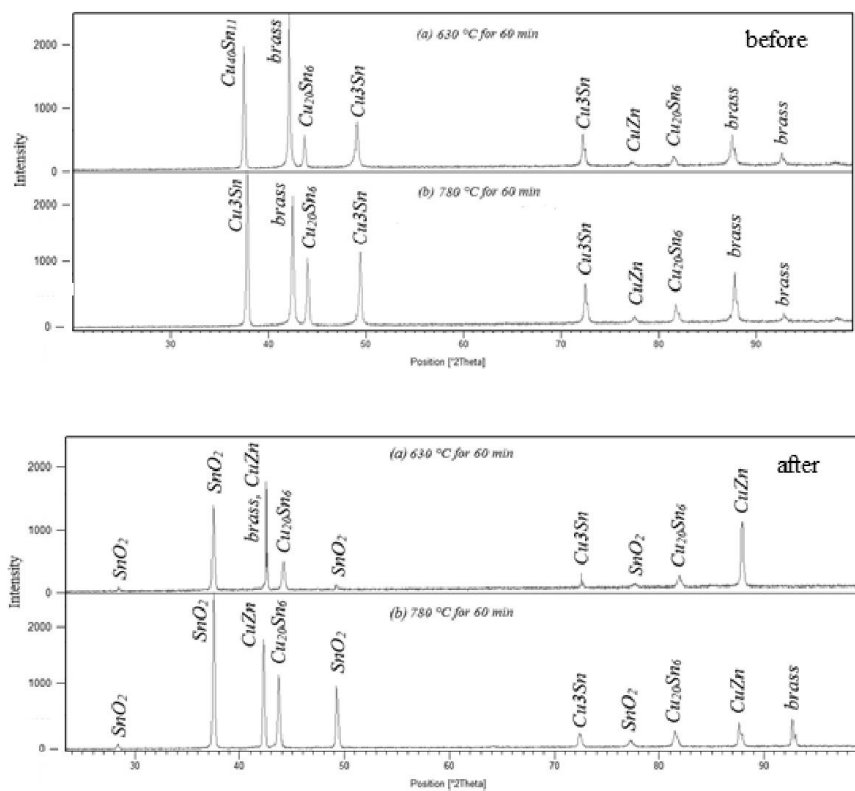 before
(a) 630 °C for 60 min
Intensity
2000
1000
0
Cu₄₀Sn₁₁
brass
Cu₂₀Sn₆
Cu3Sn
Cu3Sn
CuZn
Cu₂₀Sn₆
brass
brass
(b) 780 °C for 60 min
2000
1000
0
Cu3Sn
brass
Cu₂₀Sn₆
Cu3Sn
Cu3Sn
CuZn
Cu₂₀Sn₆
brass
brass
30 40 50 60 70 80 90
Position [°2Theta]
after
(a) 630 °C for 60 min
Intensity
2000
1000
0
SnO₂
SnO₂
brass, CuZn
Cu₂₀Sn₆
SnO₂
Cu3Sn
SnO₂
Cu₂₀Sn₆
CuZn
(b) 780 °C for 60 min
2000
1000
0
SnO₂
SnO₂
CuZn
Cu₂₀Sn₆
SnO₂
Cu3Sn
SnO₂
Cu₂₀Sn₆
CuZn
brass
30 40 50 60 70 80 90
Position [°2Theta]